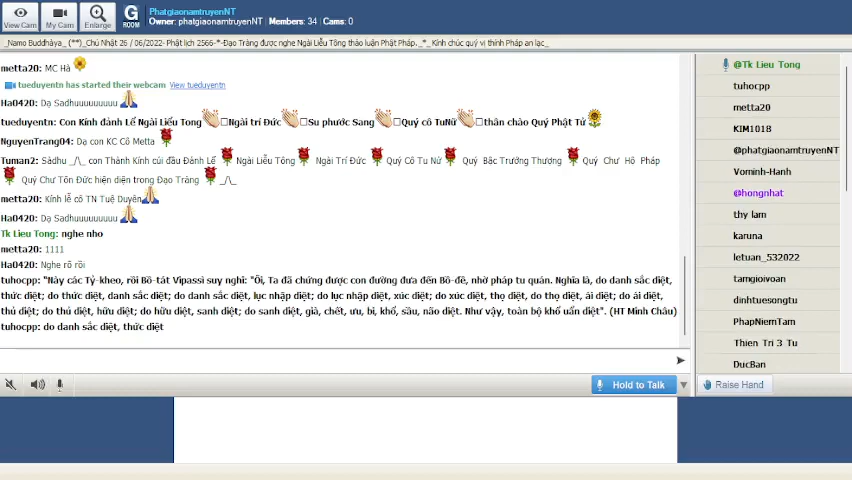 View Cam
My Cam
Enlarge
G
ROOM
PhatgiaonamtruyenNT
Owner: phatgiaonamtruyenNT | Members: 34 | Cams: 0
_Namo Buddhàya_ (**)_Chủ Nhật 26 / 06/2022- Phật lịch 2566-*-Đạo Tràng được nghe Ngài Liễu Tông thảo luận Phật Pháp._*_ Kính chúc quý vị thính Pháp an lạc_
metta20: MC Hà
tueduyentn has started their webcam View tueduyentn
Ha0420: Dạ Sadhuuuuuuuuu
tueduyentn: Con Kính đảnh Lể Ngài Liểu Tong Ngài trí Đức Su phước Sang Quý cô TuNữ thân chào Quý Phật Tử
NguyenTrang04: Dạ con KC Cô Metta
Tuman2: Sádhu _/\_ con Thành Kính cúi đầu Đảnh Lể Ngài Liễu Tông Ngài Trí Đức Quý Cô Tu Nữ Quý Bậc Trưởng Thượng Quý Chư Hô Pháp
Quý Chư Tôn Đức hiện diện trong Đạo Tràng _/\_
metta20: Kính lễ cô TN Tuệ Duyên
Ha0420: Dạ Sadhuuuuuuuuu
Tk Lieu Tong: nghe nho
metta20: 1111
Ha0420: Nghe rõ rồi
tuhocpp: "Này các Tỷ-kheo, rồi Bồ-tát Vipassì suy nghĩ: "Ôi, Ta đã chứng được con đường đưa đến Bồ-đề, nhờ pháp tu quán. Nghĩa là, do danh sắc diệt,
thức diệt; do thức diệt, danh sắc diệt; do danh sắc diệt, lục nhập diệt; do lục nhập diệt, xúc diệt; do xúc diệt, thọ diệt, do thọ diệt, ái diệt; do ái diệt,
thủ diệt; do thủ diệt, hữu diệt; do hữu diệt, sanh diệt; do sanh diệt, già, chết, ưu, bi, khổ, sầu, não diệt. Như vậy, toàn bộ khổ uẩn diệt". (HT Minh Châu)
tuhocpp: do danh sắc diệt, thức diệt
@Tk Lieu Tong
tuhocpp
metta20
KIM1018
@phatgiaonamtruyenNT
Vominh-Hanh
@hongnhat
thy lam
karuna
letuan_532022
tamgioivoan
dinhtuesongtu
PhapNiemTam
Thien Tri 3 Tu
DucBan
Hold to Talk
Raise Hand